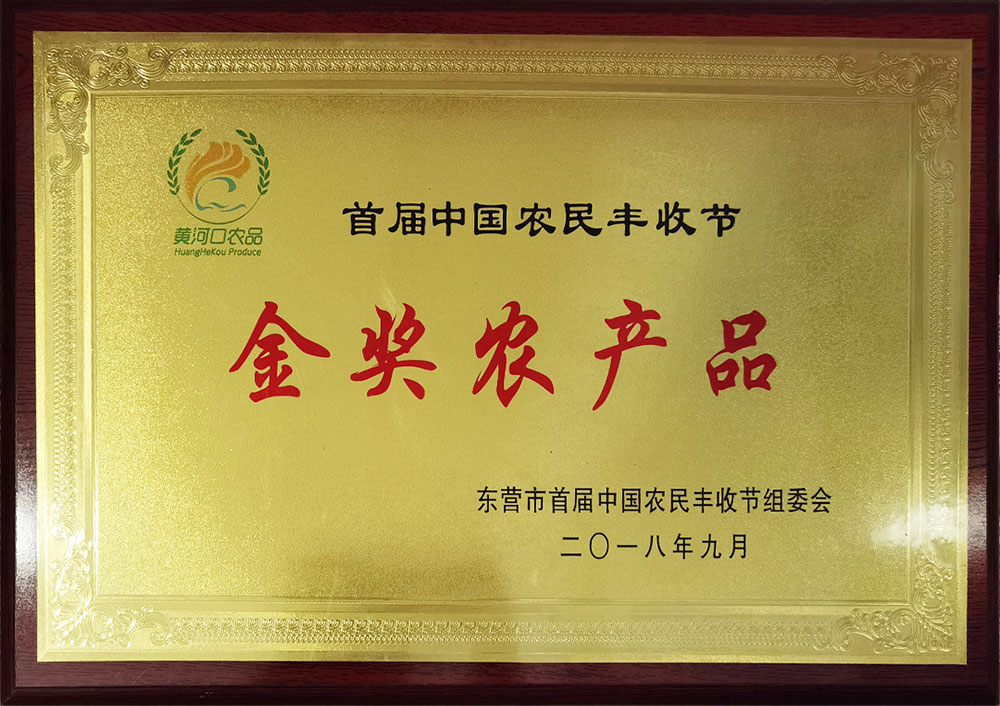 黄河口农品
HuangHeKou Produce
首届中国农民丰收节
金奖农产品
东营市首届中国农民丰收节组委会
二〇一八年九月